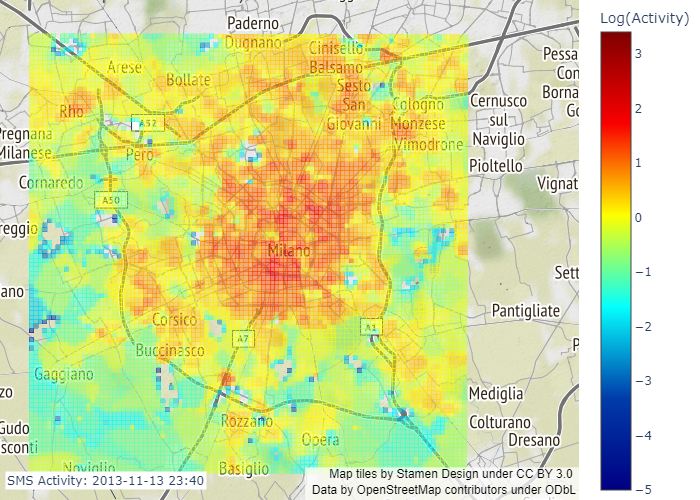 Log(Activity)
Paderno
Dugnano
Cinisello
Balsamo
Arese
Bollate
Sesto
San
Giovanni
Pessa
Con
Borna
Go
Rho
A52
Cologno
Monzese
Vimodrone
Cernusco
sul
Naviglio
Pregnana
Milanese
Pero
Pioltello
Cornaredo
Vignat
A50
reggio
Milano
Sett
ano
Pantigliate
Corsico
A1
A7
Buccinasco
P
Gaggiano
zo
Mediglia
Rozzano
Colturano
Gudo
sconti
Opera
Dresano
Noviglio
Basiglio
SMS Activity: 2013-11-13 23:40
Map tiles by Stamen Design under CC BY 3.0
Data by OpenStreetMap contributors under ODbL
3
2
1
0
−1
−2
−3
−4
−5